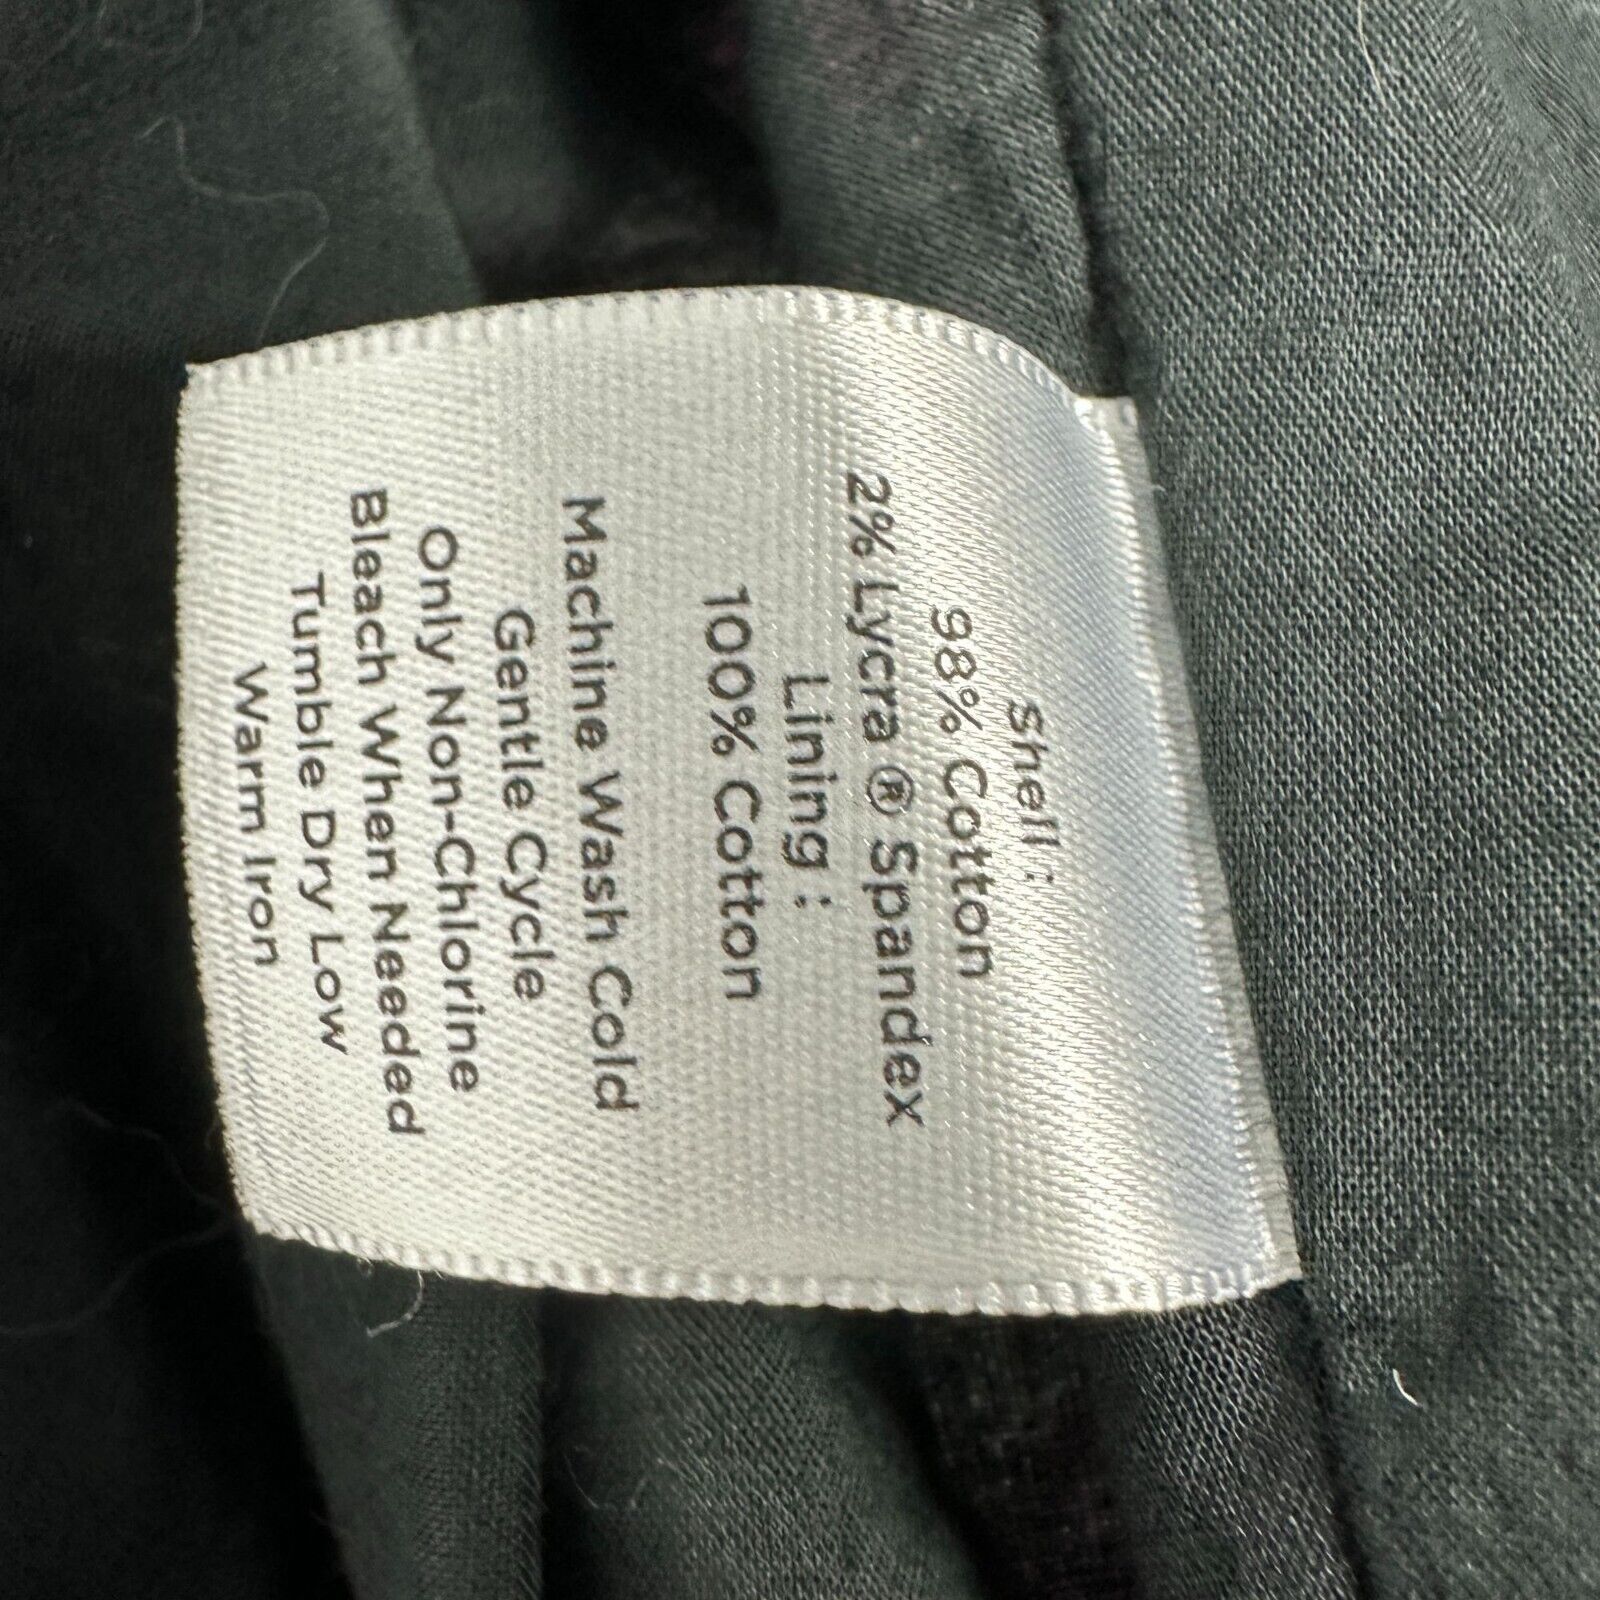 Shell :
98% Cotton
2% Lycra ® Spandex
Lining :
100% Cotton
Machine Wash Cold
Gentle Cycle
Only Non-Chlorine
Bleach When Needed
Tumble Dry Low
Warm Iron